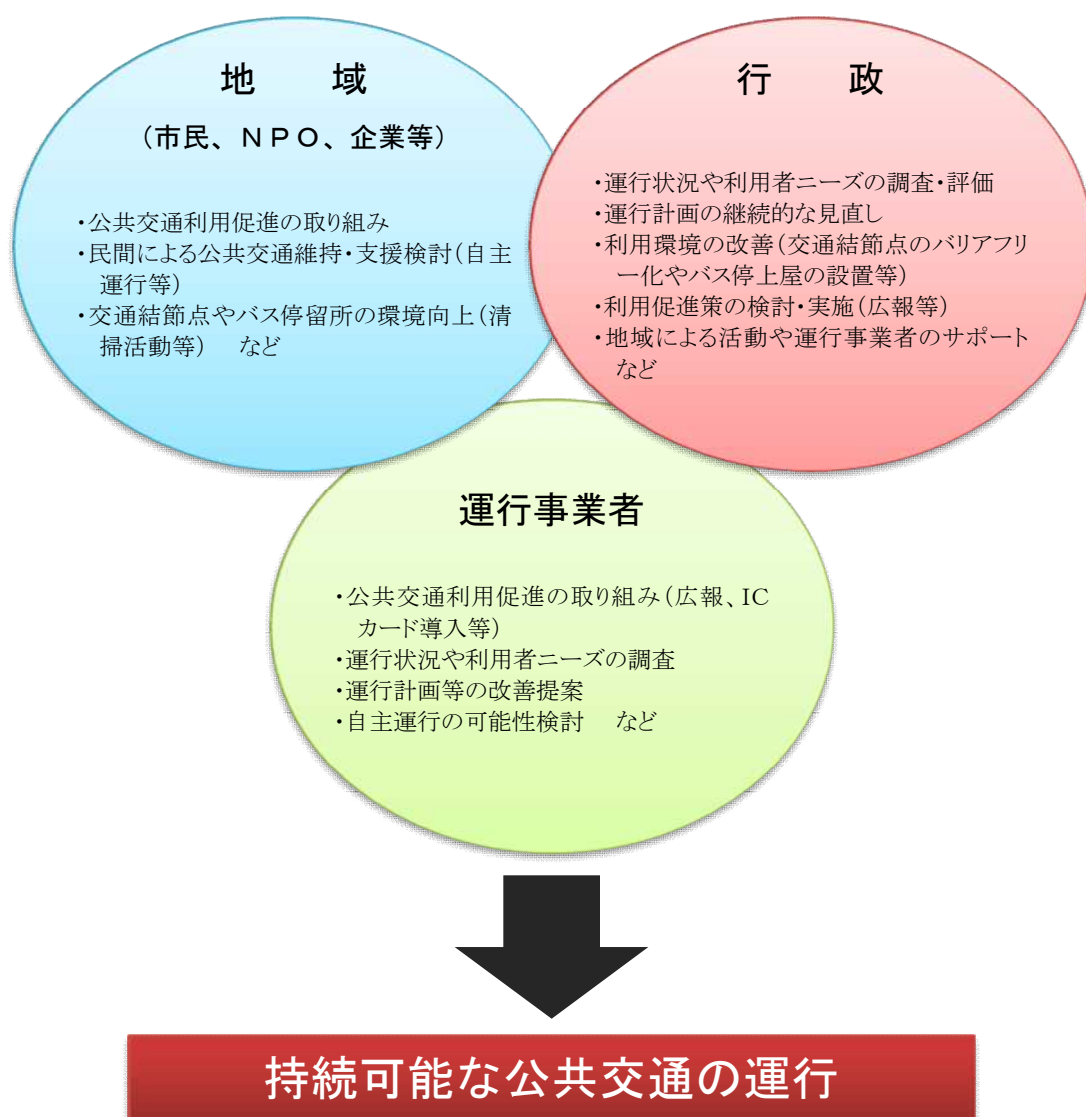 地　域
（市民、ＮＰＯ、企業等）
・公共交通利用促進の取り組み
・民間による公共交通維持・支援検討（自主
運行等）
・交通結節点やバス停留所の環境向上（清
掃活動等）　など
行　政
・運行状況や利用者ニーズの調査・評価
・運行計画の継続的な見直し
・利用環境の改善（交通結節点のバリアフリ
ー化やバス停上屋の設置等）
・利用促進策の検討・実施（広報等）
・地域による活動や運行事業者のサポート
など
運行事業者
・公共交通利用促進の取り組み（広報、IC
カード導入等）
・運行状況や利用者ニーズの調査
・運行計画等の改善提案
・自主運行の可能性検討　など
持続可能な公共交通の運行